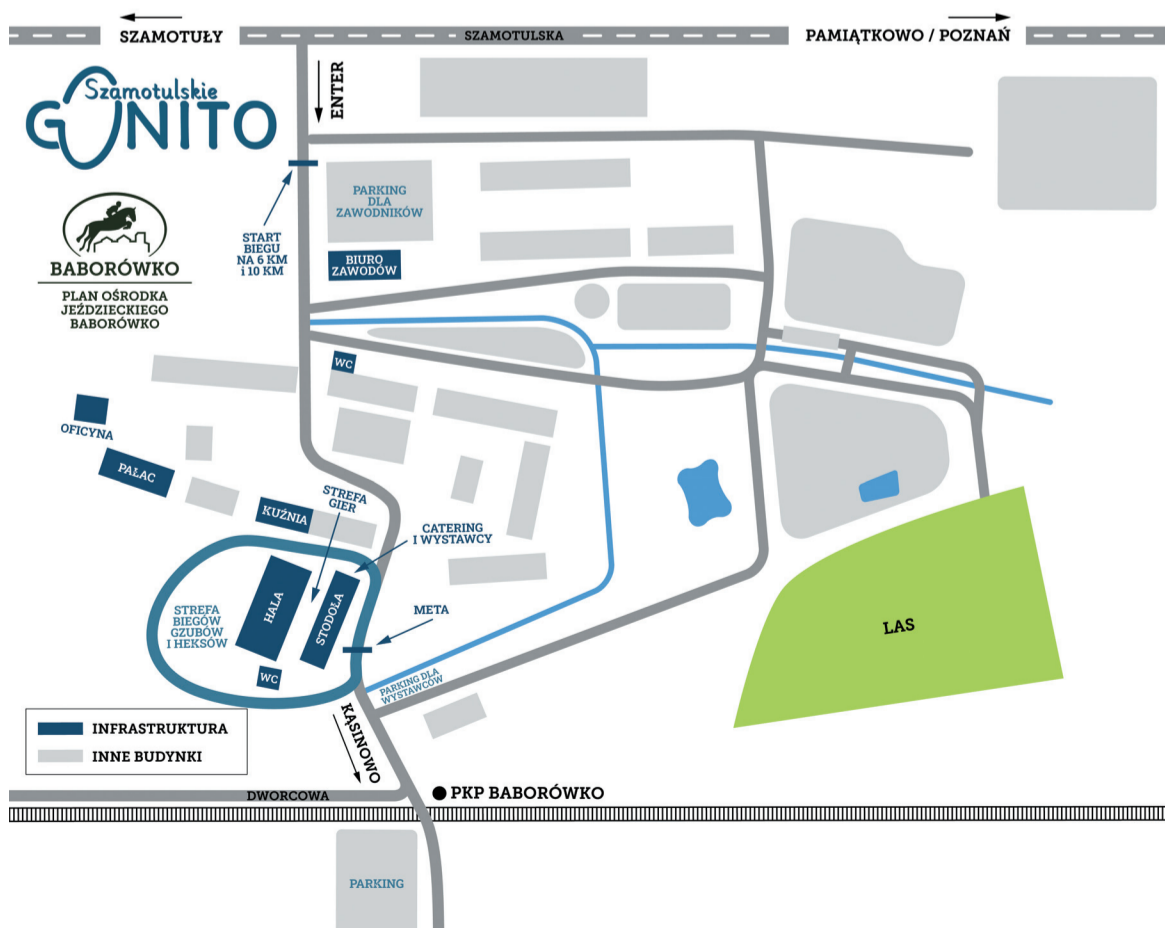 SZAMOTUŁY
SZAMOTULSKA
PAMIĄTKOWO / POZNAŃ
Szamotulskie
GUNITO
ENTER
BABORÓWKO
PLAN OŚRODKA
JEŹDZIECKIEGO
BABORÓWKO
START
BIEGU
NA 6 KM
i 10 KM
PARKING
DLA
ZAWODNIKÓW
BIURO
ZAWODÓW
WC
OFICYNA
PAŁAC
KUŹNIA
STREFA
GIER
CATERING
I WYSTAWCY
HALA
STODOŁA
STREFA
BIEGÓW
GZUBÓW
I HEKSÓW
META
WC
LAS
PARKING DLA
WYSTAWCÓW
INFRASTRUKTURA
INNE BUDYNKI
KĄSINOWO
DWORCOWA
PKP BABORÓWKO
PARKING